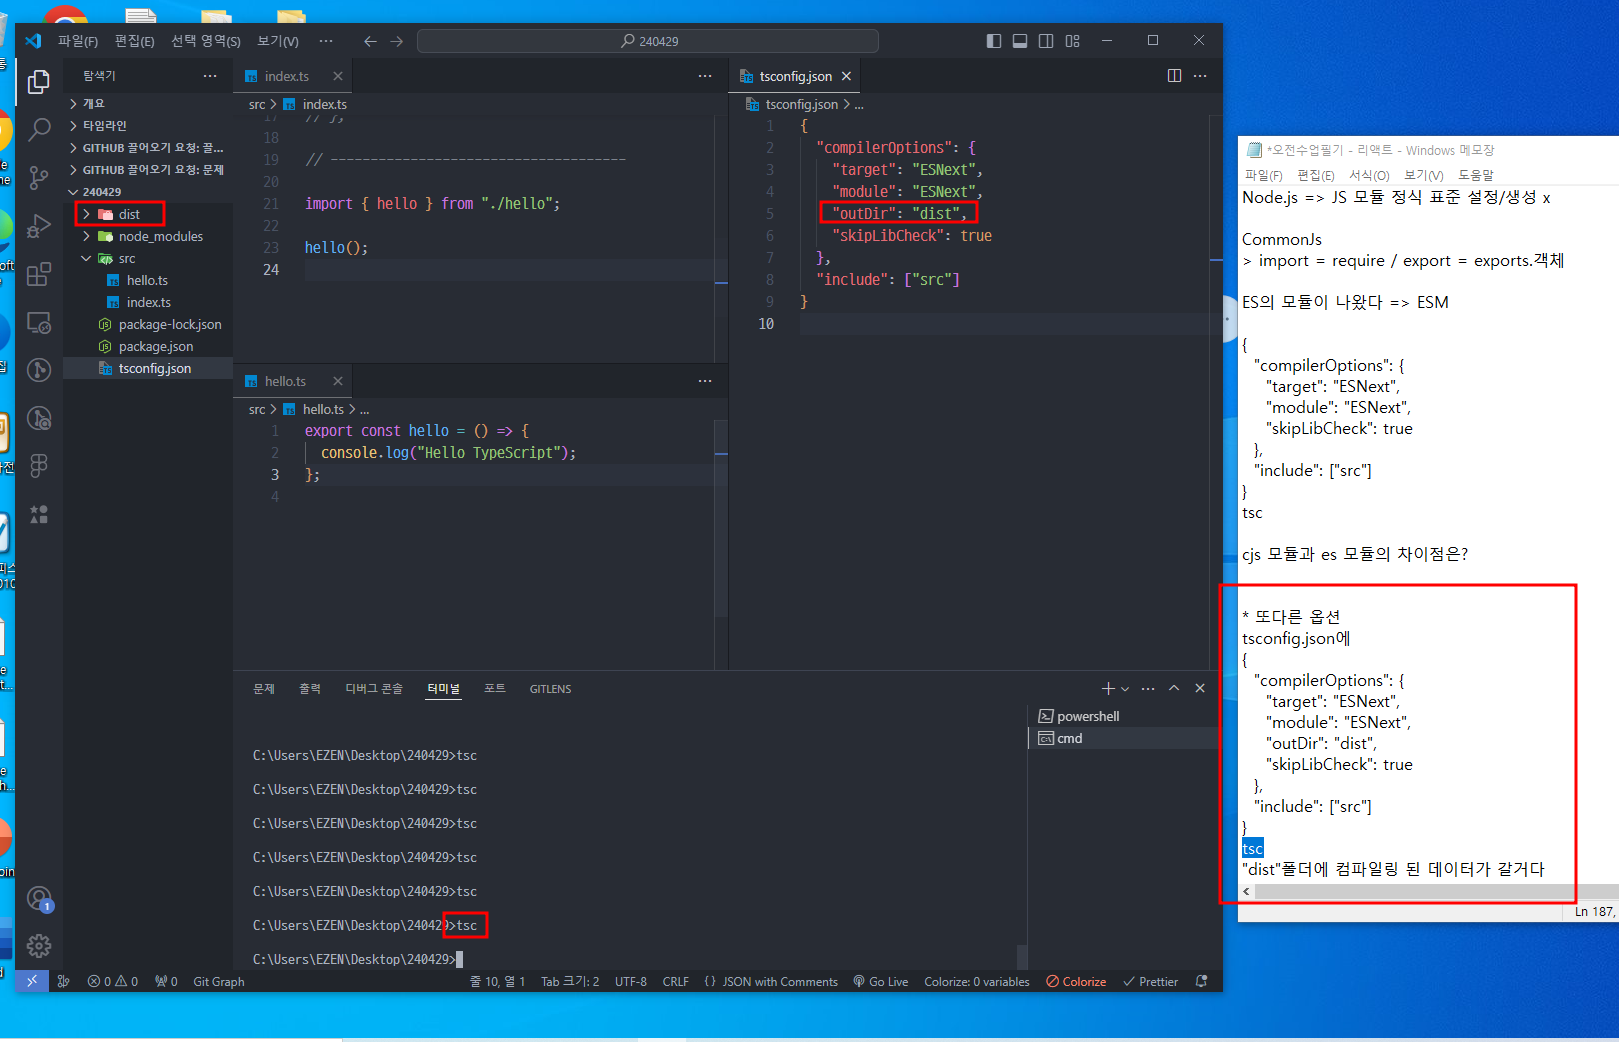 파일(F) 편집(E) 선택 영역(S) 보기(V) ···
240429
탐색기
개요
타임라인
GITHUB 끌어오기 요청: 끌...
GITHUB 끌어오기 요청: 문제
240429
dist
node_modules
src
hello.ts
index.ts
package-lock.json
package.json
tsconfig.json
index.ts
src > index.ts
17 // };
18
19 // ------------------------------------
20
21 import { hello } from "./hello";
22
23 hello();
24
hello.ts
src > hello.ts > ...
1 export const hello = () => {
2 console.log("Hello TypeScript");
3 };
4
tsconfig.json
tsconfig.json > ...
1 {
2 "compilerOptions": {
3 "target": "ESNext",
4 "module": "ESNext",
5 "outDir": "dist",
6 "skipLibCheck": true
7 },
8 "include": ["src"]
9 }
10
문제 출력 디버그 콘솔 터미널 포트 GITLENS
powershell
cmd
C:\Users\EZEN\Desktop\240429>tsc
C:\Users\EZEN\Desktop\240429>tsc
C:\Users\EZEN\Desktop\240429>tsc
C:\Users\EZEN\Desktop\240429>tsc
C:\Users\EZEN\Desktop\240429>tsc
C:\Users\EZEN\Desktop\240429>tsc
C:\Users\EZEN\Desktop\240429>
1
0 0 0 Git Graph 줄 10, 열 1 Tab 크기: 2 UTF-8 CRLF {} JSON with Comments Go Live Colorize: 0 variables Colorize Prettier
*오전수업필기 - 리액트 - Windows 메모장
파일(F) 편집(E) 서식(O) 보기(V) 도움말
Node.js => JS 모듈 정식 표준 설정/생성 x
CommonJs
> import = require / export = exports.객체
ES의 모듈이 나왔다 => ESM
{
"compilerOptions": {
"target": "ESNext",
"module": "ESNext",
"skipLibCheck": true
},
"include": ["src"]
}
tsc
cjs 모듈과 es 모듈의 차이점은?
* 또다른 옵션
tsconfig.json에
{
"compilerOptions": {
"target": "ESNext",
"module": "ESNext",
"outDir": "dist",
"skipLibCheck": true
},
"include": ["src"]
}
tsc
"dist"폴더에 컴파일링 된 데이터가 갈거다
Ln 187,